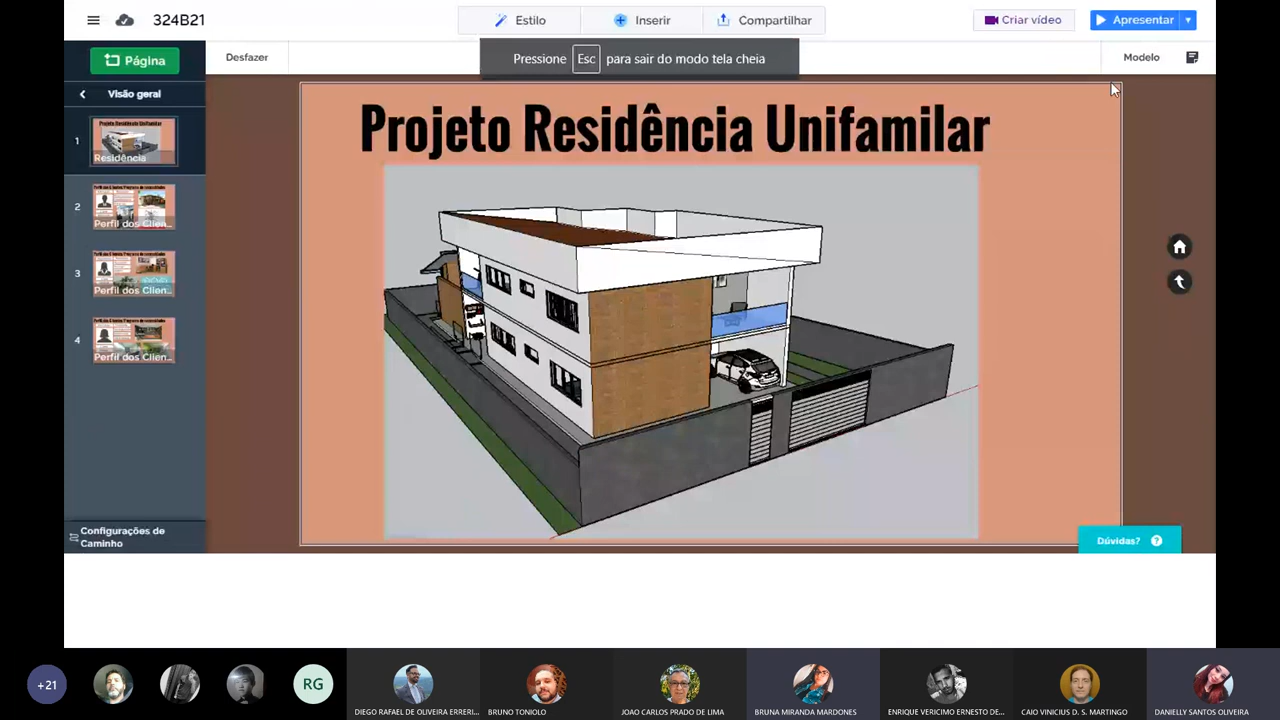 324B21
Estilo
Inserir
Compartilhar
Criar vídeo
Apresentar
Página
Desfazer
Pressione Esc para sair do modo tela cheia
Modelo
Visão geral
Projeto Residência Unifamilar
1
Residência
2
Perfil dos Clien...
3
Perfil dos Clien...
4
Perfil dos Clien...
Configurações de
Caminho
Dúvidas? ?
+21
RG
DIEGO RAFAEL DE OLIVEIRA ERRERI...
BRUNO TONIOLO
JOAO CARLOS PRADO DE LIMA
BRUNA MIRANDA MARDONES
ENRIQUE VERICIMO ERNESTO DE...
CAIO VINICIUS D. S. MARTINGO
DANIELLY SANTOS OLIVEIRA